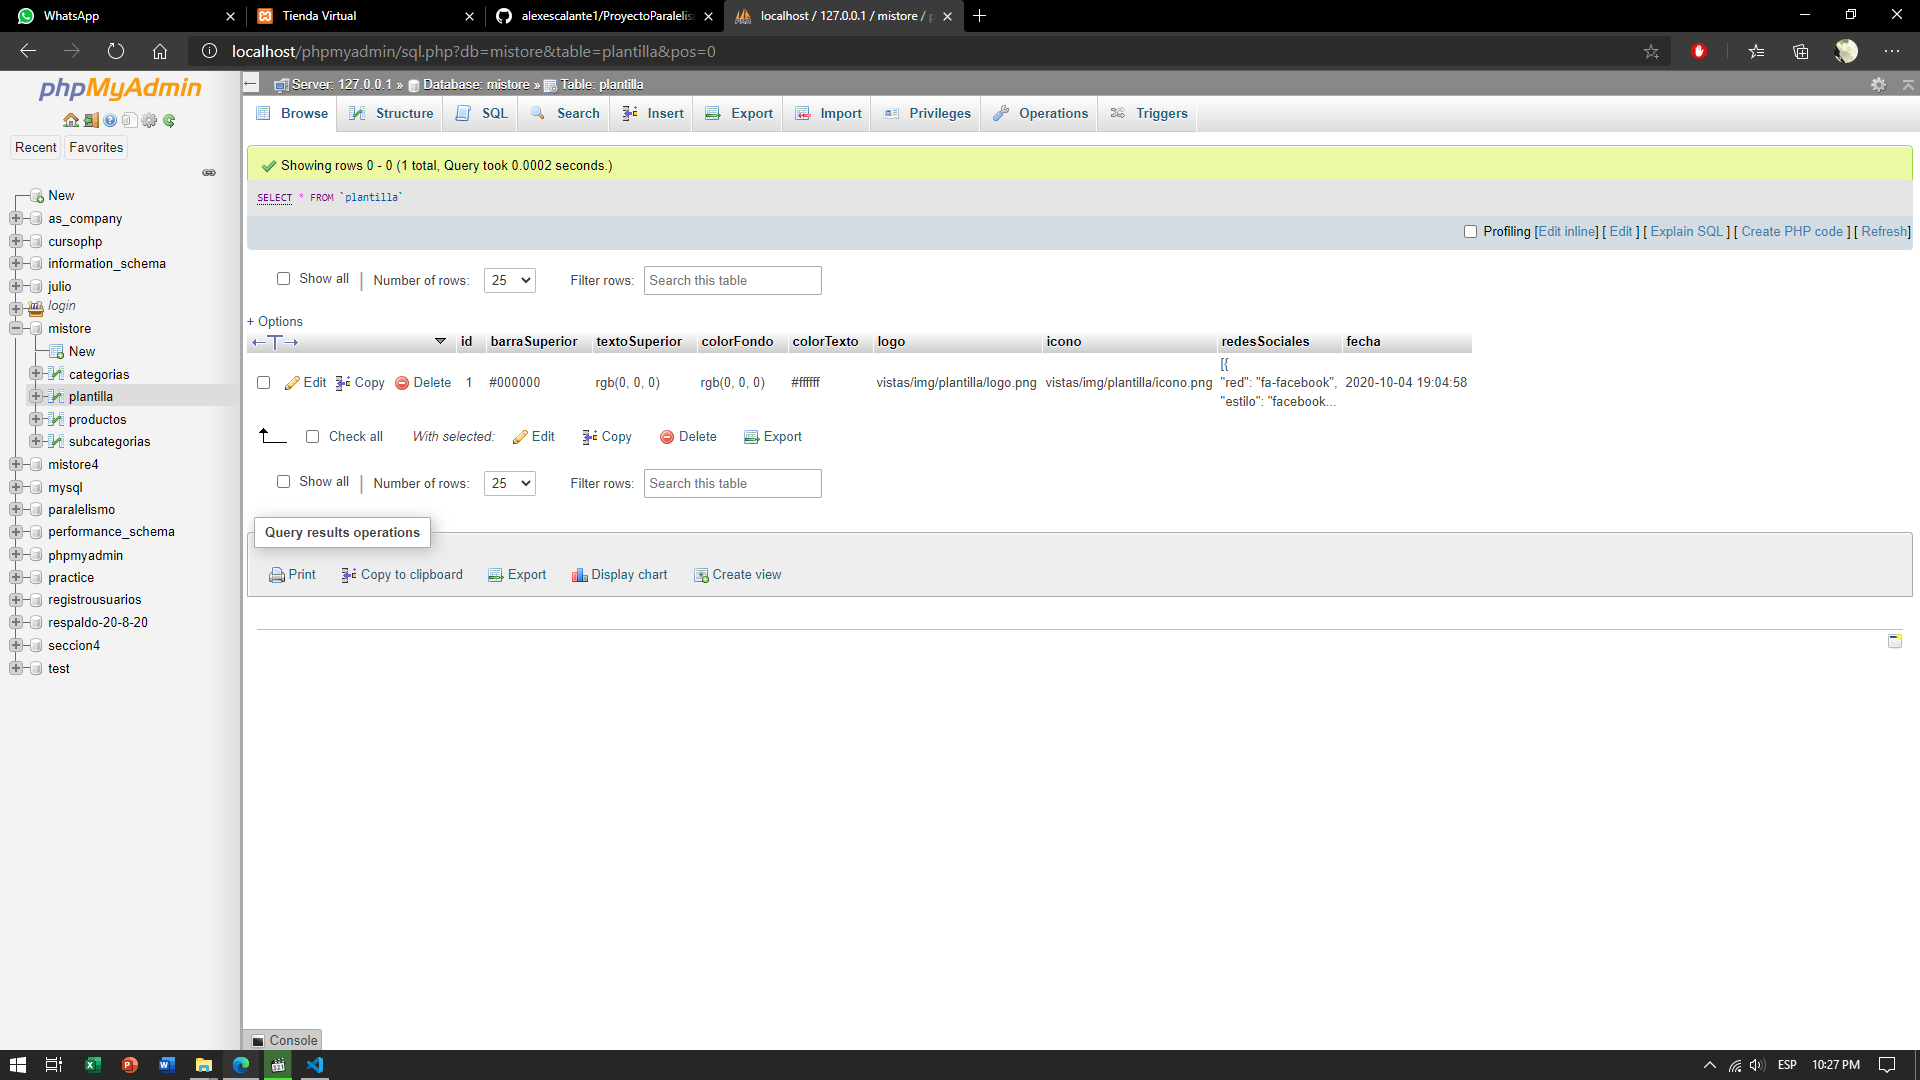 WhatsApp
Tienda Virtual
alexescalante1/ProyectoParalelis
localhost / 127.0.0.1 / mistore / p
localhost/phpmyadmin/sql.php?db=mistore&table=plantilla&pos=0
phpMyAdmin
Recent
Favorites
New
as_company
cursophp
information_schema
julio
login
mistore
New
categorias
plantilla
productos
subcategorias
mistore4
mysql
paralelismo
performance_schema
phpmyadmin
practice
registrousuarios
respaldo-20-8-20
seccion4
test
Server: 127.0.0.1 » Database: mistore » Table: plantilla
Browse Structure SQL Search Insert Export Import Privileges Operations Triggers
Showing rows 0 - 0 (1 total, Query took 0.0002 seconds.)
SELECT * FROM `plantilla`
Profiling [Edit inline] [ Edit ] [ Explain SQL ] [ Create PHP code ] [ Refresh]
Show all | Number of rows: 25 Filter rows: Search this table
+ Options
←T→ id barraSuperior textoSuperior colorFondo colorTexto logo icono redesSociales fecha
Edit Copy Delete 1 #000000 rgb(0, 0, 0) rgb(0, 0, 0) #ffffff vistas/img/plantilla/logo.png vistas/img/plantilla/icono.png [{
"red": "fa-facebook", 2020-10-04 19:04:58
"estilo": "facebook...
Check all With selected: Edit Copy Delete Export
Show all | Number of rows: 25 Filter rows: Search this table
Query results operations
Print Copy to clipboard Export Display chart Create view
Console
ESP 10:27 PM